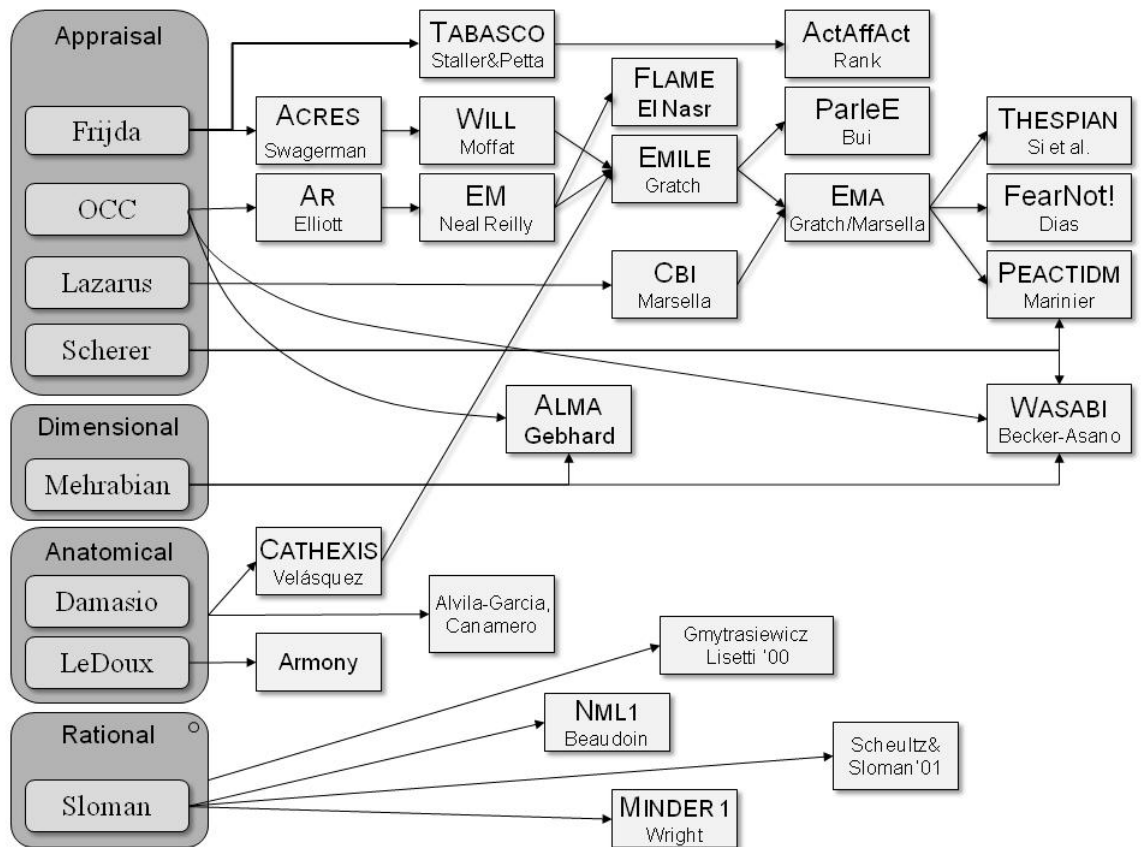 Appraisal
Frijda
OCC
Lazarus
Scherer
TABASCO
Staller&Petta
ActAffAct
Rank
ACRES
Swagerman
WILL
Moffat
FLAME
El Nasr
ParleE
Bui
THESPIAN
Si et al.
AR
Elliott
EM
Neal Reilly
EMILE
Gratch
EMA
Gratch/Marsella
FearNot!
Dias
CBI
Marsella
PEACTIDM
Marinier
Dimensional
Mehrabian
ALMA
Gebhard
WASABI
Becker-Asano
Anatomical
Damasio
LeDoux
CATHEXIS
Velásquez
Alvila-Garcia,
Canamero
Armony
Rational
Sloman
Gmytrasiewicz
Lisetti '00
NML1
Beaudoin
Scheultz&
Sloman'01
MINDER 1
Wright